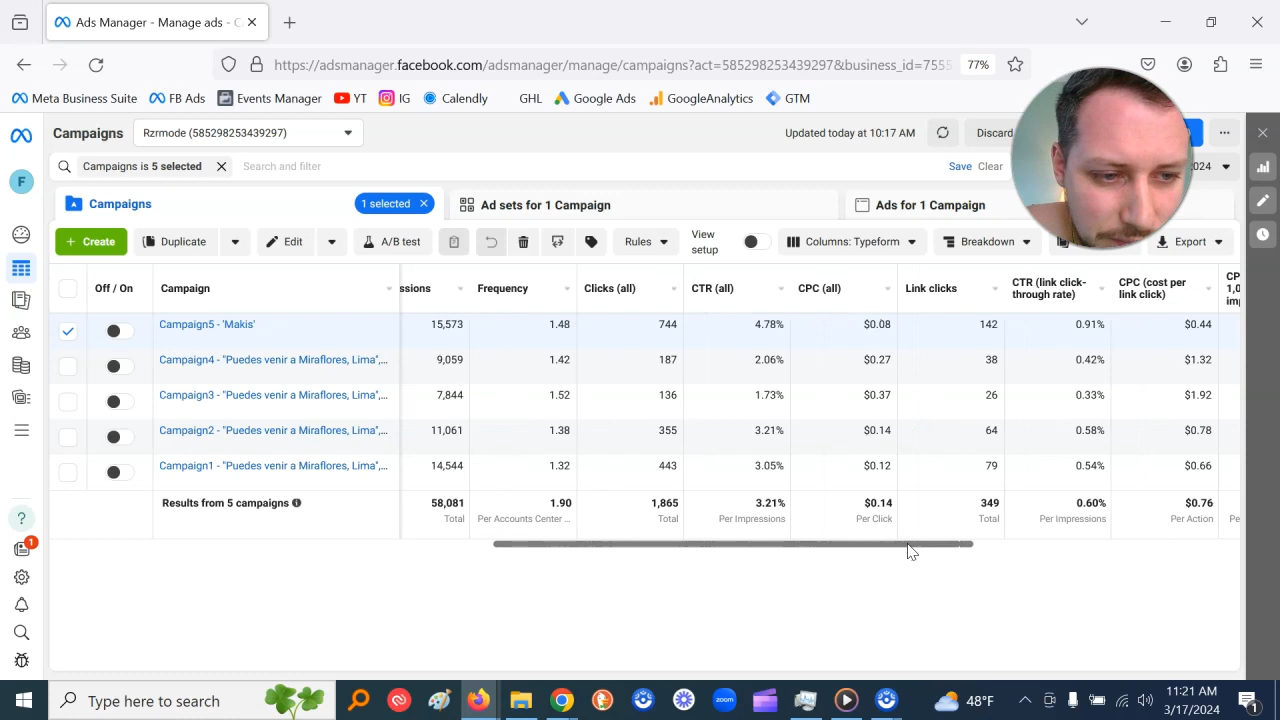 Ads Manager - Manage ads - C
https://adsmanager.facebook.com/adsmanager/manage/campaigns?act=585298253439297&business_id=7555
77%
Meta Business Suite
FB Ads
Events Manager
YT
IG
Calendly
GHL
Google Ads
GoogleAnalytics
GTM
Campaigns
Rzrmode (585298253439297)
Updated today at 10:17 AM
Discard
Campaigns is 5 selected
Search and filter
Save
Clear
2024
F
Campaigns
1 selected
Ad sets for 1 Campaign
Ads for 1 Campaign
+ Create
Duplicate
Edit
A/B test
Rules
View
setup
Columns: Typeform
Breakdown
Export
Off / On
Campaign
ssions
Frequency
Clicks (all)
CTR (all)
CPC (all)
Link clicks
CTR (link click-
through rate)
CPC (cost per
link click)
CP
1,0
imp
Campaign5 - 'Makis' 15,573 1.48 744 4.78% $0.08 142 0.91% $0.44
Campaign4 - "Puedes venir a Miraflores, Lima",... 9,059 1.42 187 2.06% $0.27 38 0.42% $1.32
Campaign3 - "Puedes venir a Miraflores, Lima",... 7,844 1.52 136 1.73% $0.37 26 0.33% $1.92
Campaign2 - "Puedes venir a Miraflores, Lima",... 11,061 1.38 355 3.21% $0.14 64 0.58% $0.78
Campaign1 - "Puedes venir a Miraflores, Lima",... 14,544 1.32 443 3.05% $0.12 79 0.54% $0.66
Results from 5 campaigns 58,081 1.90 1,865 3.21% $0.14 349 0.60% $0.76
Total Per Accounts Center ... Total Per Impressions Per Click Total Per Impressions Per Action Pe
1
Type here to search
zoom
48°F
11:21 AM
3/17/2024
1